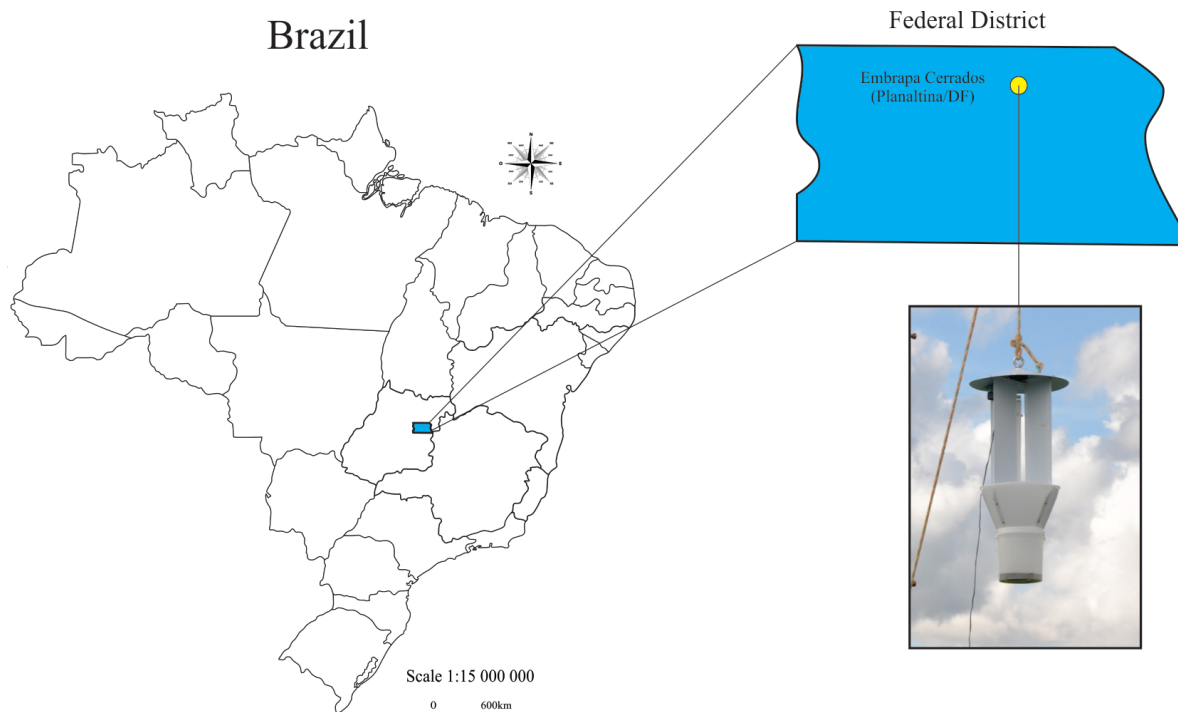 Brazil
Federal District
Embrapa Cerrados
(Planaltina/DF)
N
O
E
S
Scale 1:15 000 000
0 600km